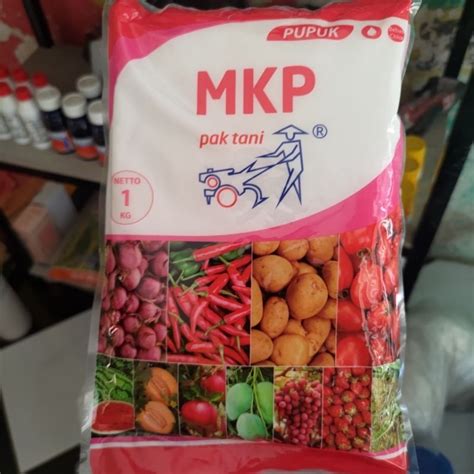 PUPUK
MKP
pak tani
®
NETTO
1
KG